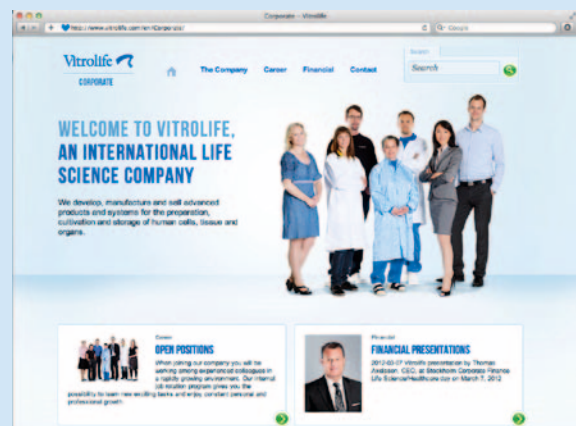 Corporate – Vitrolife
http://www.vitrolife.com/en/Corporate/
Google
Vitrolife
CORPORATE
The Company Career Financial Contact
Search
Search
WELCOME TO VITROLIFE,
AN INTERNATIONAL LIFE
SCIENCE COMPANY
We develop, manufacture and sell advanced
products and systems for the preparation,
cultivation and storage of human cells, tissue and
organs.
Career
OPEN POSITIONS
When joining our company you will be
working among experienced colleagues in
a rapidly growing environment. Our internal
job rotation program gives you the
possibility to learn new exciting tasks and enjoy constant personal and
professional growth
Financial
FINANCIAL PRESENTATIONS
2012-03-07 Vitrolife presentation by Thomas
Axelsson, CEO, at Stockholm Corporate Finance
Life Science/Healthcare day on March 7, 2012